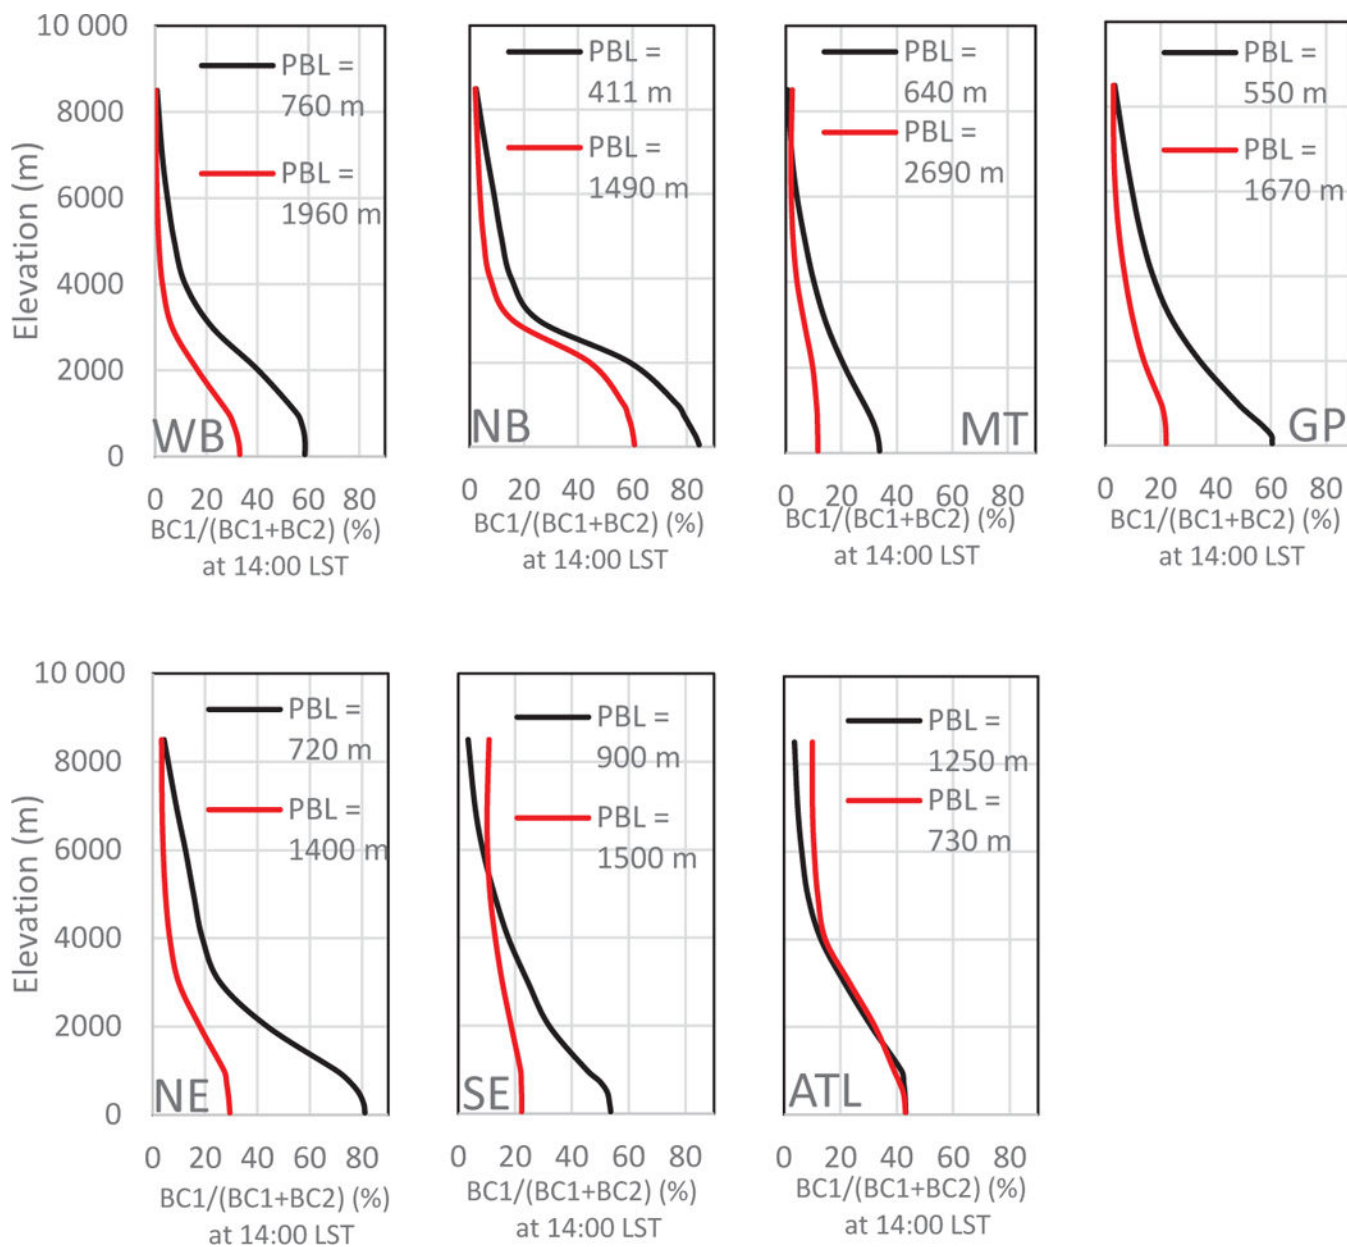 10 000
8000
6000
4000
2000
0
Elevation (m)
PBL =
760 m
PBL =
1960 m
WB
0 20 40 60 80
BC1/(BC1+BC2) (%)
at 14:00 LST
PBL =
411 m
PBL =
1490 m
NB
0 20 40 60 80
BC1/(BC1+BC2) (%)
at 14:00 LST
PBL =
640 m
PBL =
2690 m
MT
0 20 40 60 80
BC1/(BC1+BC2) (%)
at 14:00 LST
PBL =
550 m
PBL =
1670 m
GP
0 20 40 60 80
BC1/(BC1+BC2) (%)
at 14:00 LST
10 000
8000
6000
4000
2000
0
Elevation (m)
PBL =
720 m
PBL =
1400 m
NE
0 20 40 60 80
BC1/(BC1+BC2) (%)
at 14:00 LST
PBL =
900 m
PBL =
1500 m
SE
0 20 40 60 80
BC1/(BC1+BC2) (%)
at 14:00 LST
PBL =
1250 m
PBL =
730 m
ATL
0 20 40 60 80
BC1/(BC1+BC2) (%)
at 14:00 LST